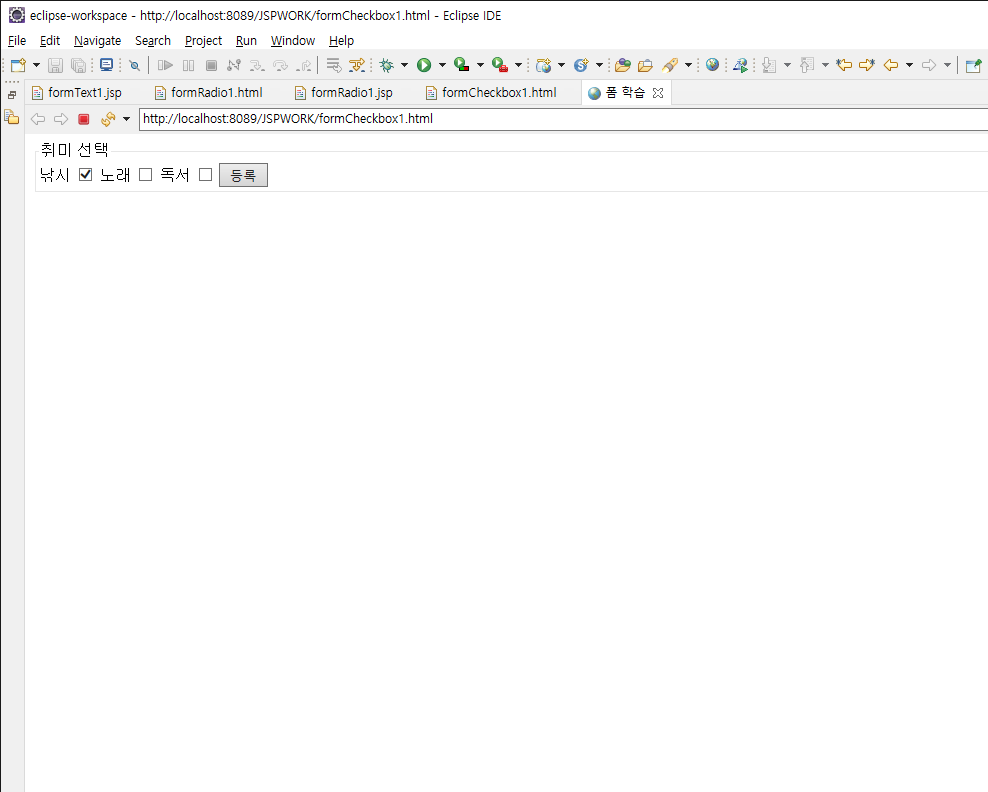 eclipse-workspace - http://localhost:8089/JSPWORK/formCheckbox1.html - Eclipse IDE
File Edit Navigate Search Project Run Window Help
formText1.jsp formRadio1.html formRadio1.jsp formCheckbox1.html 폼 학습
http://localhost:8089/JSPWORK/formCheckbox1.html
취미 선택
낚시 노래 독서 등록